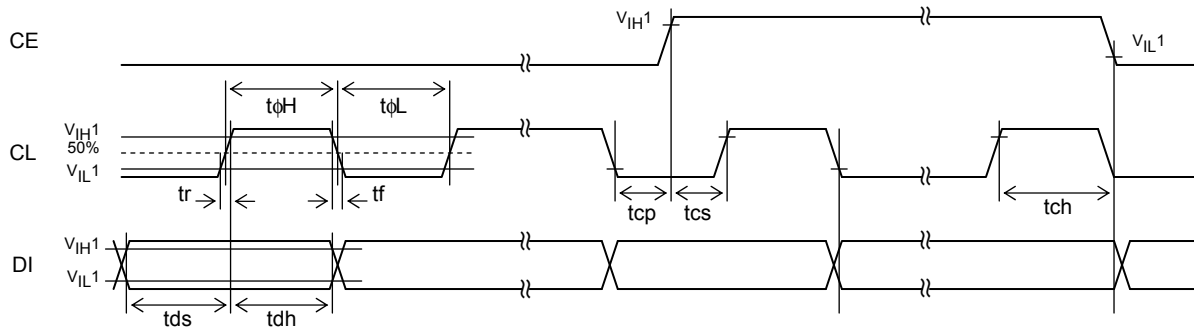 CE
VIH1
VIL1
tϕH
tϕL
CL
VIH1
50%
VIL1
tr
tf
tcp
tcs
tch
DI
VIH1
VIL1
tds
tdh